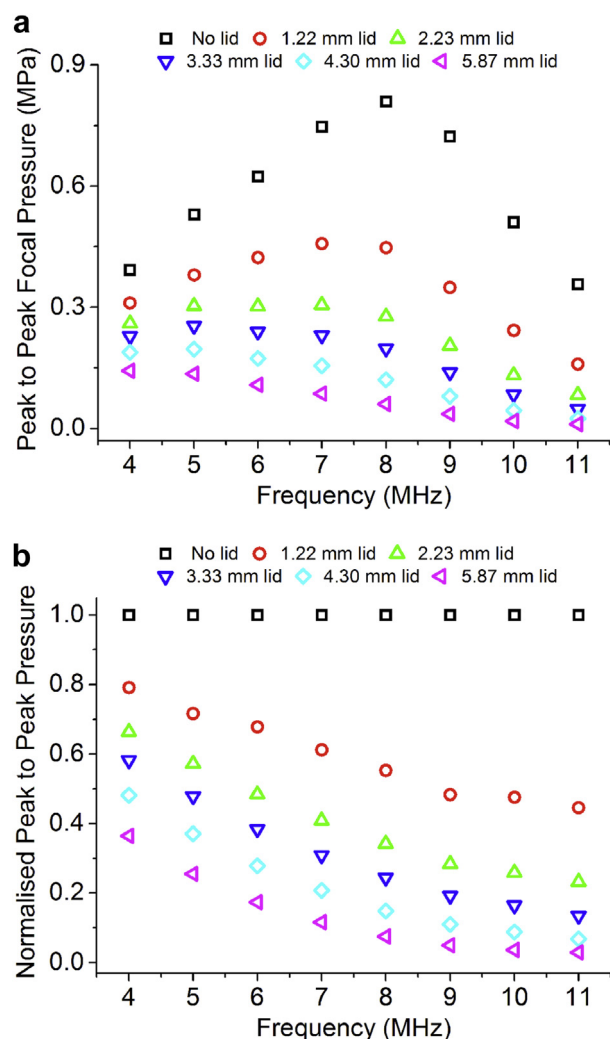 a
No lid 1.22 mm lid 2.23 mm lid
3.33 mm lid 4.30 mm lid 5.87 mm lid
Peak to Peak Focal Pressure (MPa)
0.9
0.6
0.3
0.0
4 5 6 7 8 9 10 11
Frequency (MHz)
b
No lid 1.22 mm lid 2.23 mm lid
3.33 mm lid 4.30 mm lid 5.87 mm lid
Normalised Peak to Peak Pressure
1.0
0.8
0.6
0.4
0.2
0.0
4 5 6 7 8 9 10 11
Frequency (MHz)